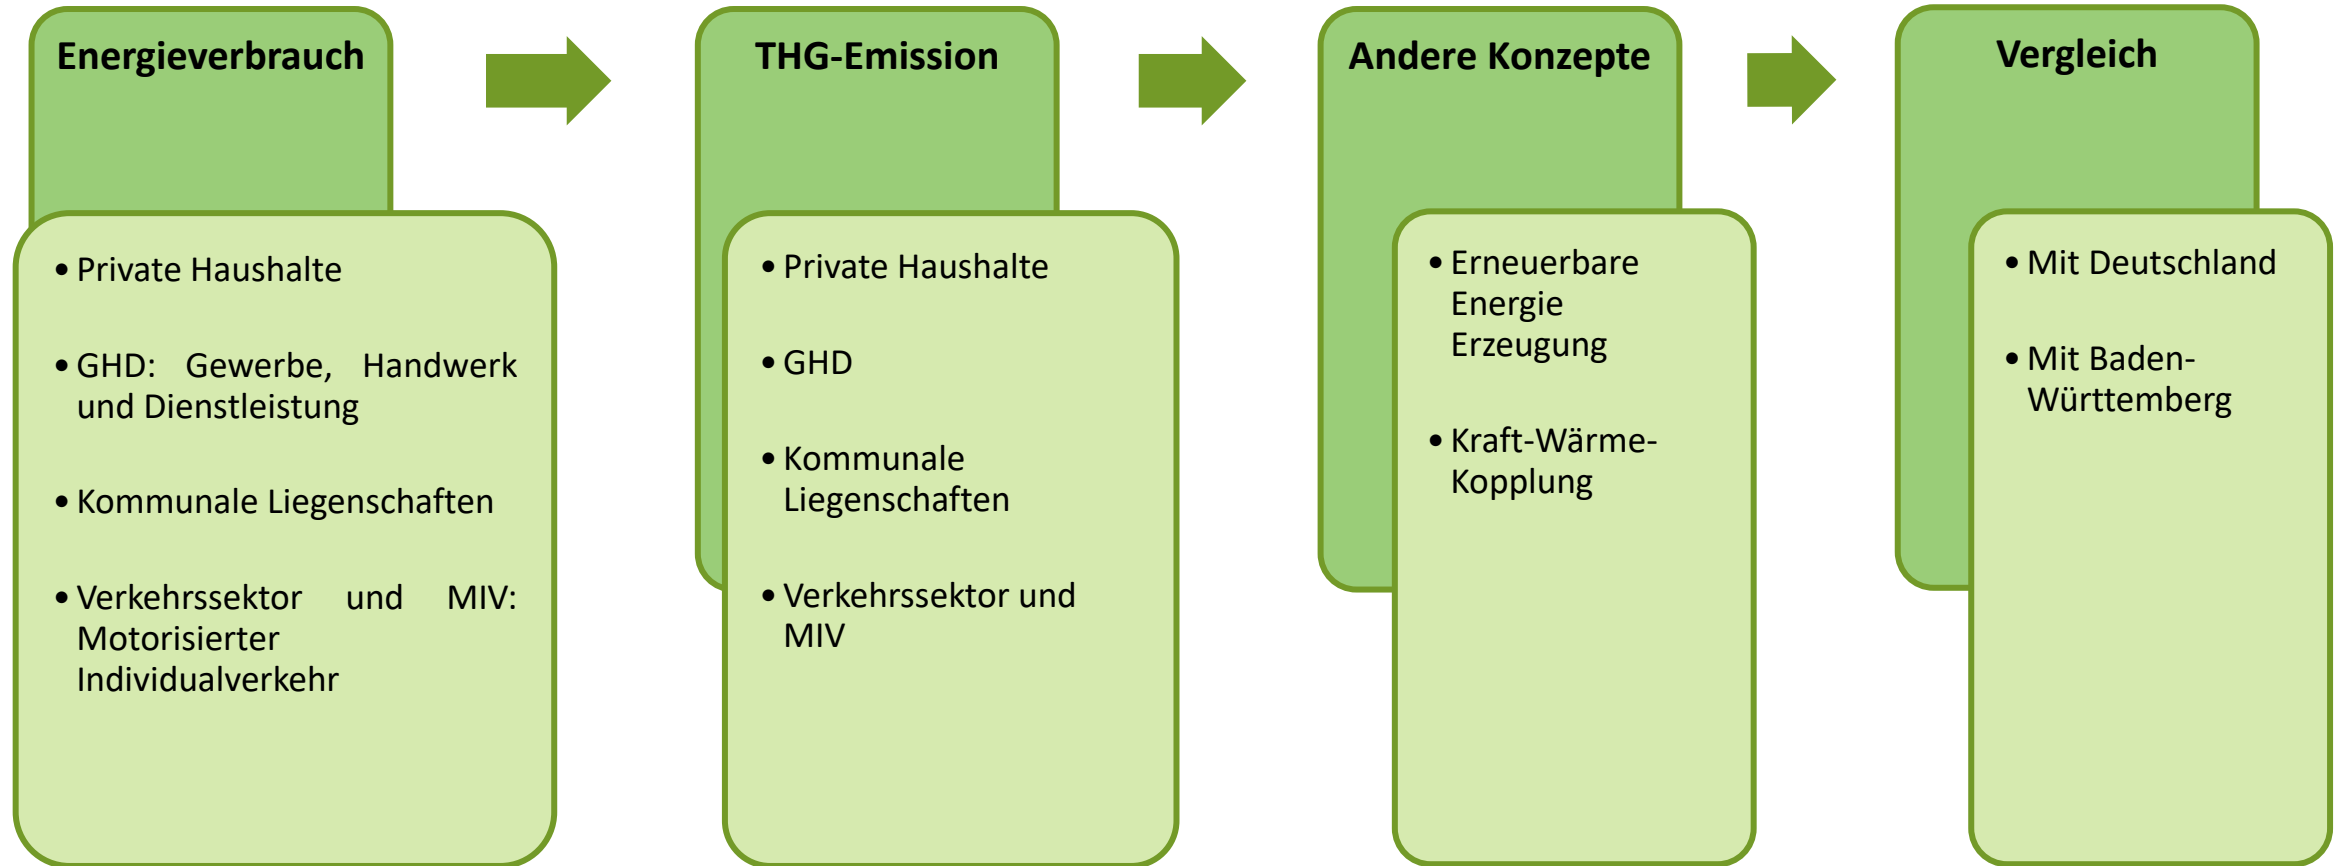 Energieverbrauch
• Private Haushalte
• GHD: Gewerbe, Handwerk
und Dienstleistung
• Kommunale Liegenschaften
• Verkehrssektor und MIV:
Motorisierter
Individualverkehr
THG-Emission
• Private Haushalte
• GHD
• Kommunale
Liegenschaften
• Verkehrssektor und
MIV
Andere Konzepte
• Erneuerbare
Energie
Erzeugung
• Kraft-Wärme-
Kopplung
Vergleich
• Mit Deutschland
• Mit Baden-
Württemberg